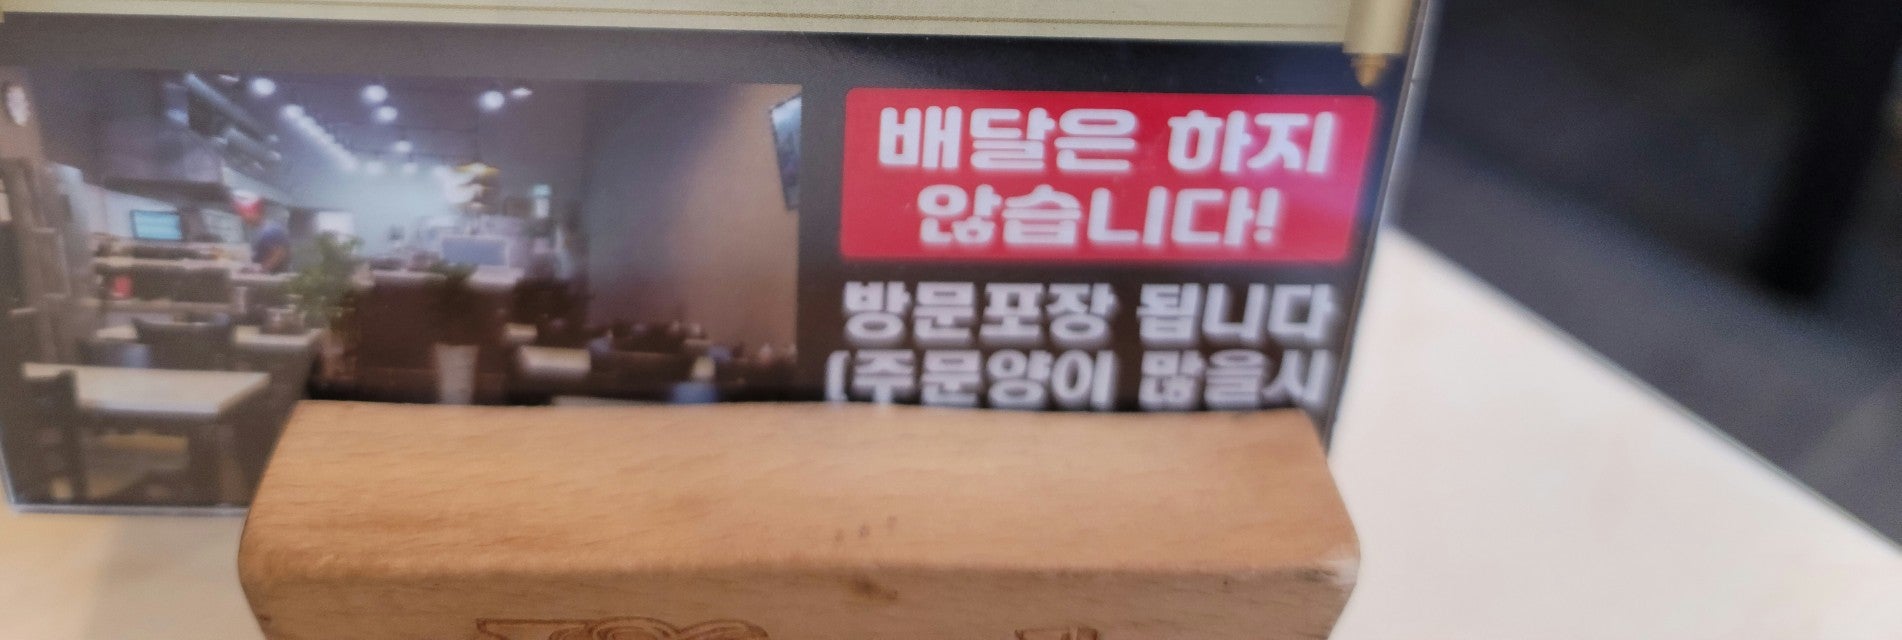 배달은 하지
않습니다!
방문포장 됩니다
(주문양이 많을시